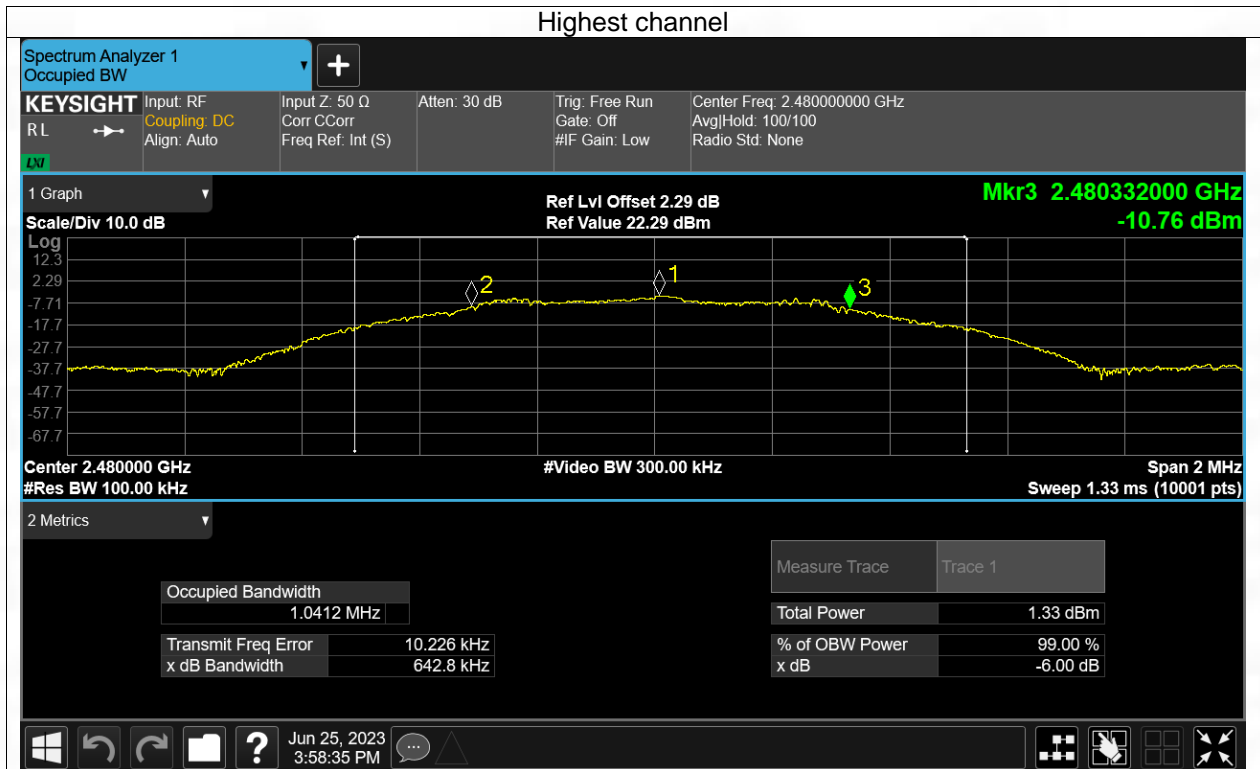 Highest channel
Spectrum Analyzer 1
Occupied BW
+
KEYSIGHT
R L
LXI
Input: RF
Coupling: DC
Align: Auto
Input Z: 50 Ω
Corr CCorr
Freq Ref: Int (S)
Atten: 30 dB
Trig: Free Run
Gate: Off
#IF Gain: Low
Center Freq: 2.480000000 GHz
Avg|Hold: 100/100
Radio Std: None
1 Graph
Scale/Div 10.0 dB
Ref Lvl Offset 2.29 dB
Ref Value 22.29 dBm
Mkr3 2.480332000 GHz
-10.76 dBm
Log
12.3
2.29
-7.71
-17.7
-27.7
-37.7
-47.7
-57.7
-67.7
2
1
3
Center 2.480000 GHz
#Video BW 300.00 kHz
Span 2 MHz
#Res BW 100.00 kHz
Sweep 1.33 ms (10001 pts)
2 Metrics
Measure Trace Trace 1
Occupied Bandwidth
1.0412 MHz
Total Power 1.33 dBm
Transmit Freq Error 10.226 kHz
% of OBW Power 99.00 %
x dB Bandwidth 642.8 kHz
x dB -6.00 dB
?
Jun 25, 2023
3:58:35 PM